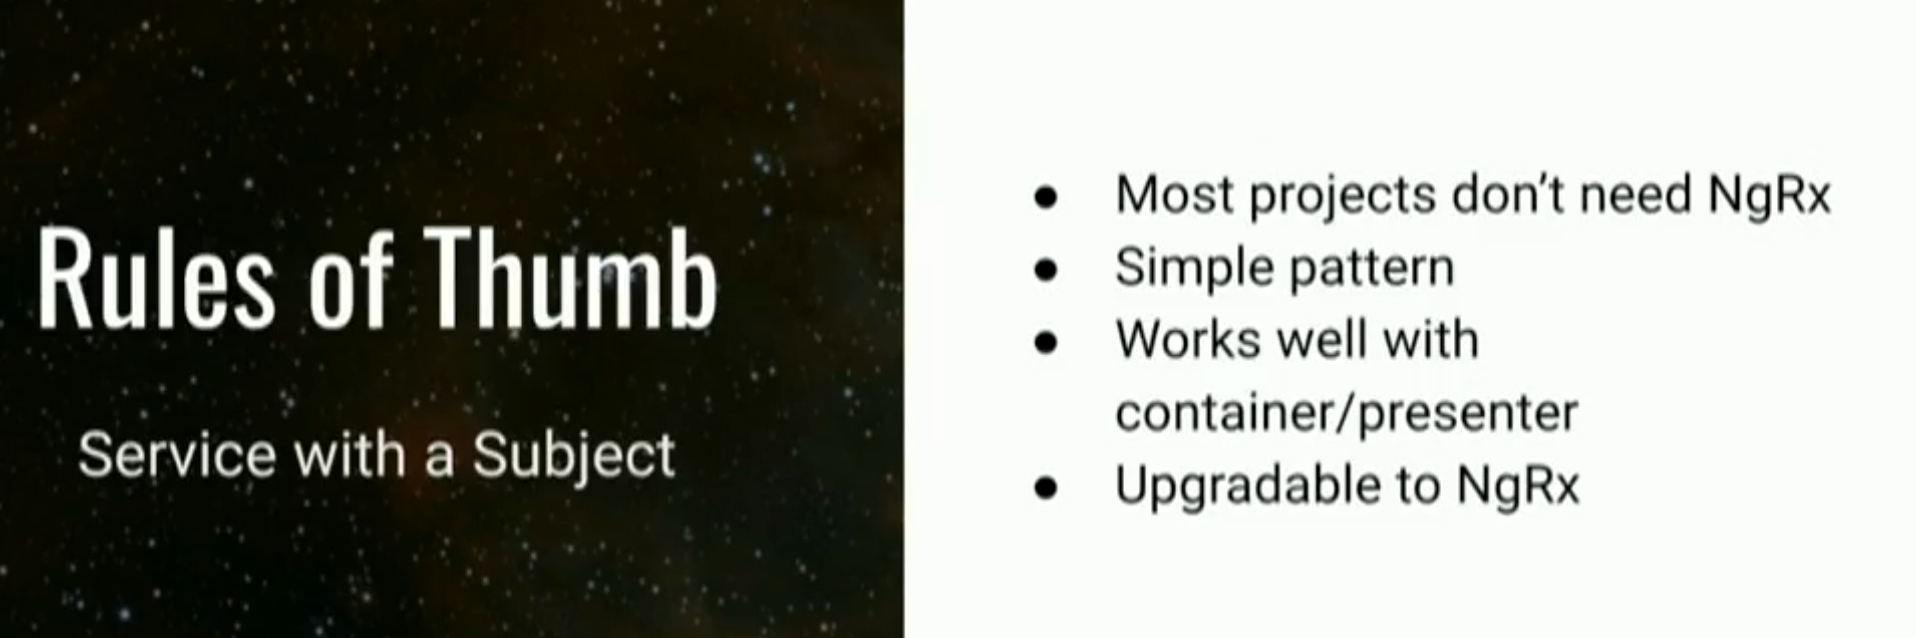 Rules of Thumb
Service with a Subject
● Most projects don’t need NgRx
● Simple pattern
● Works well with
container/presenter
● Upgradable to NgRx